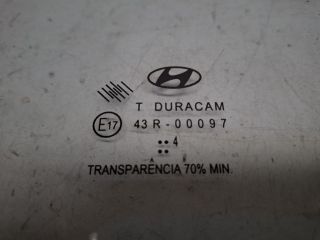 T DURACAM
E17 43R-00097
4
TRANSPARÊNCIA 70% MIN.